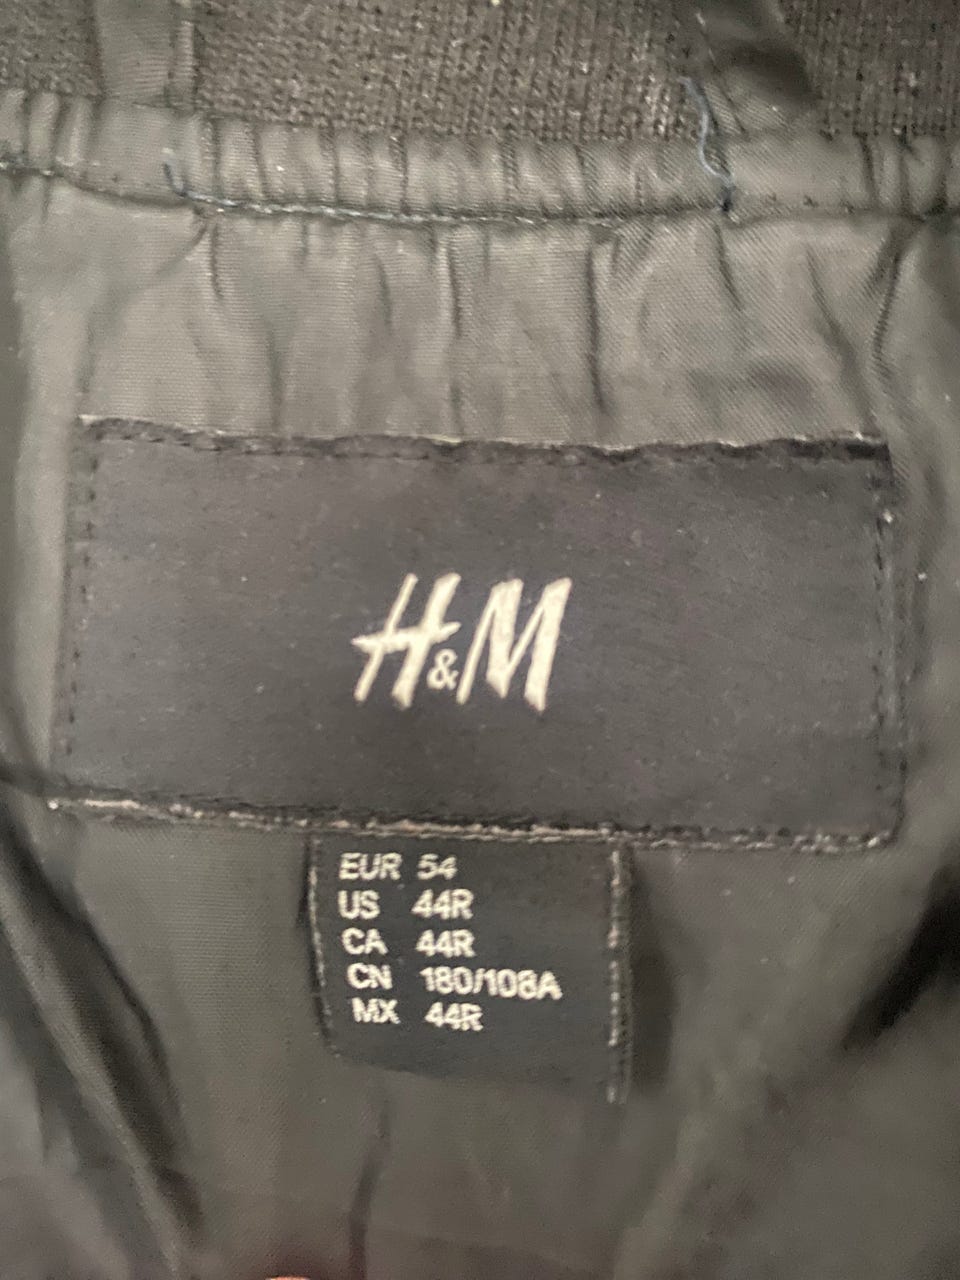 H&M
EUR 54
US 44R
CA 44R
CN 180/108A
MX 44R